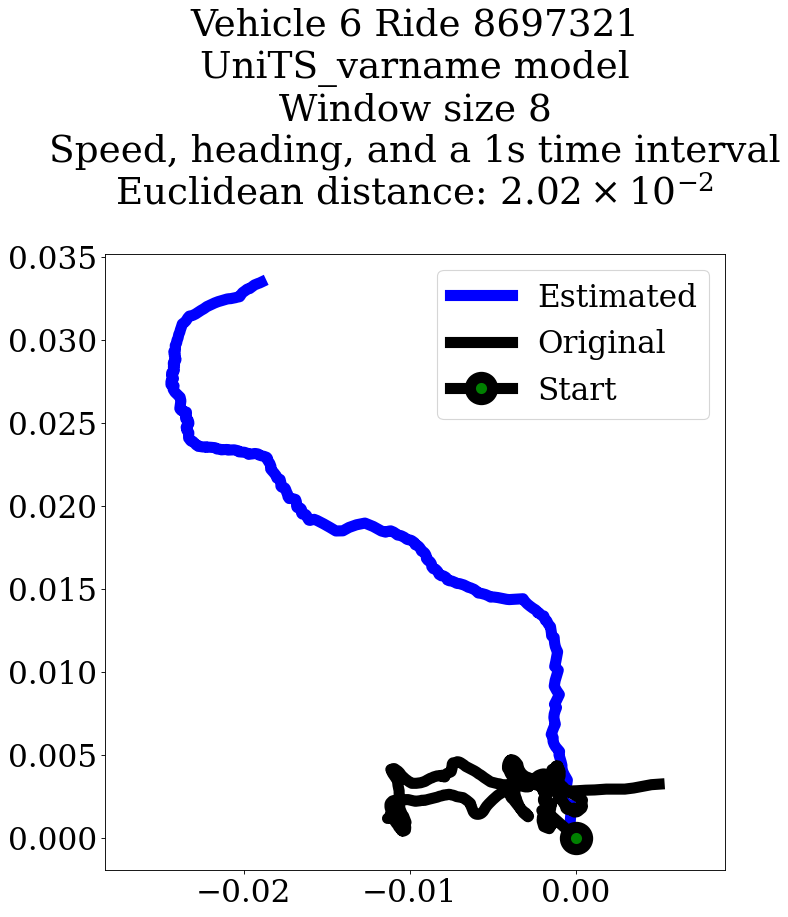 Vehicle 6 Ride 8697321
UniTS_varname model
Window size 8
Speed, heading, and a 1s time interval
Euclidean distance: 2.02 × 10⁻²
0.035
0.030
0.025
0.020
0.015
0.010
0.005
0.000
Estimated
Original
Start
−0.02
−0.01
0.00